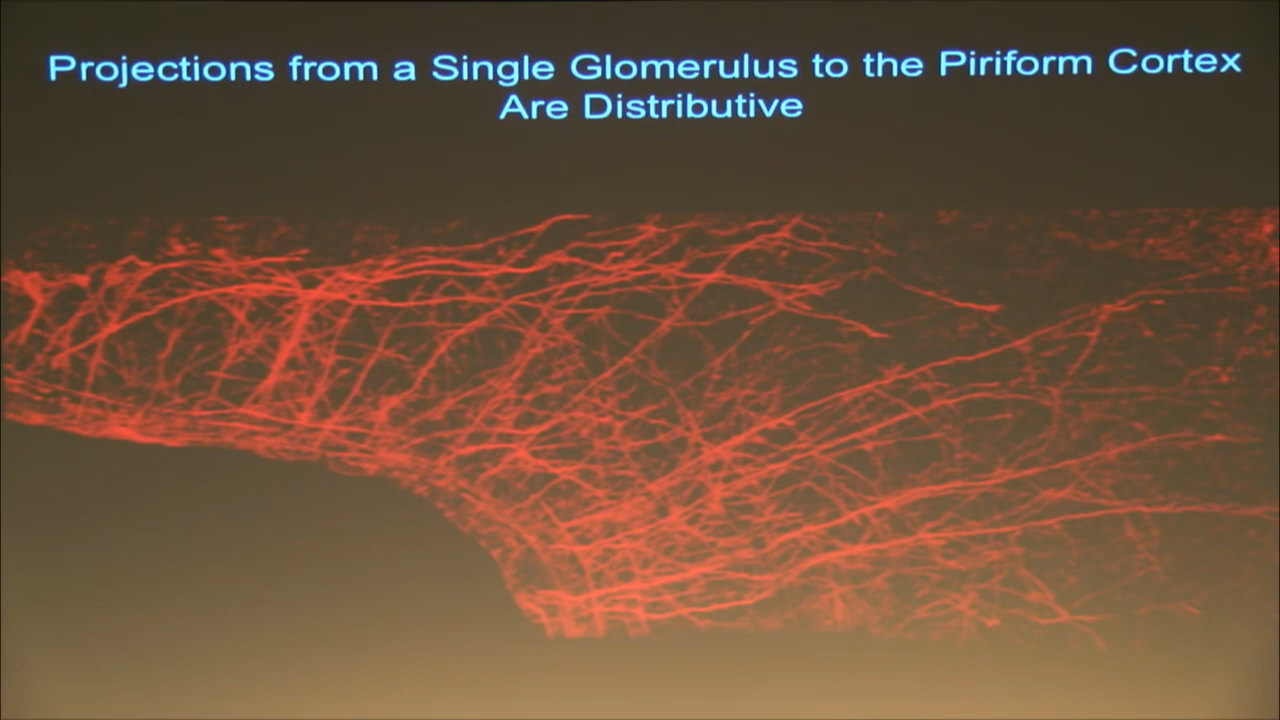 Projections from a Single Glomerulus to the Piriform Cortex
Are Distributive